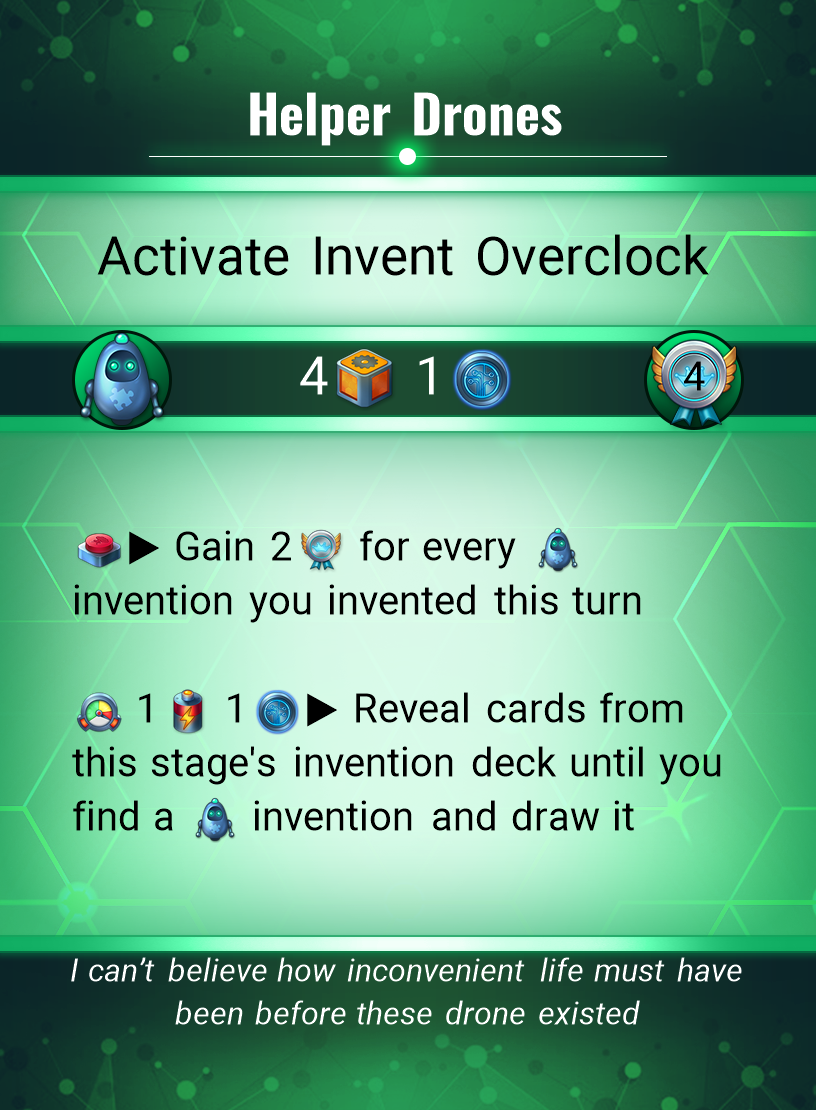 Helper Drones
Activate Invent Overclock
4 1 4
▶ Gain 2 for every
invention you invented this turn
1 1 ▶ Reveal cards from
this stage's invention deck until you
find a invention and draw it
I can’t believe how inconvenient life must have
been before these drone existed